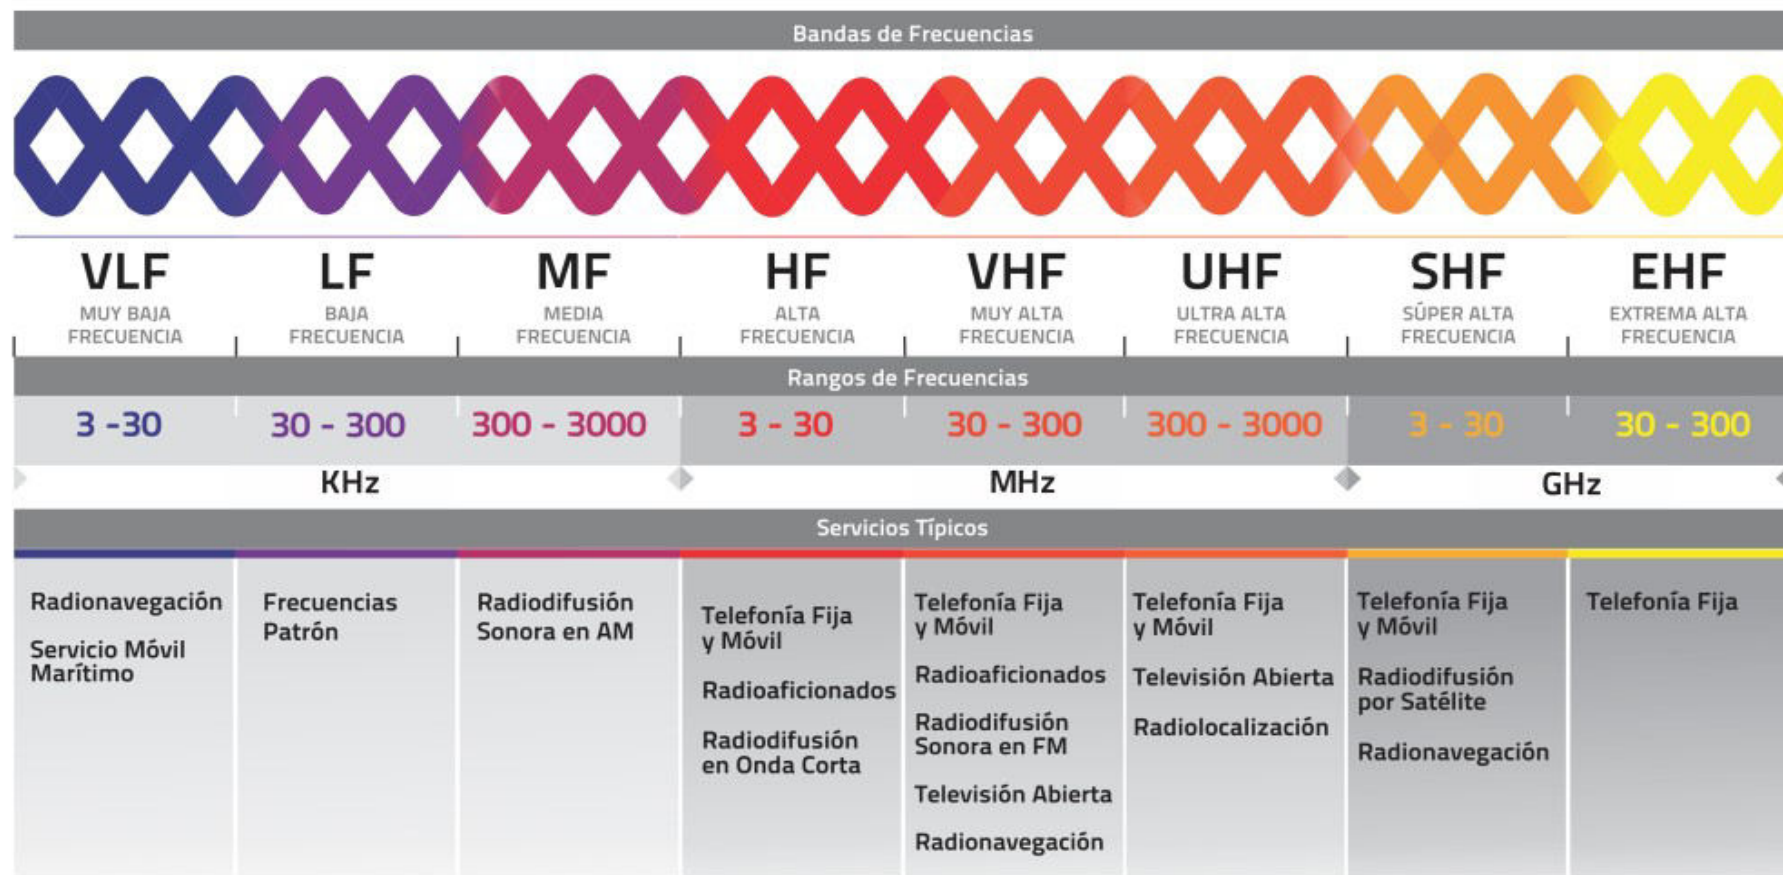 Bandas de Frecuencias
VLF
MUY BAJA
FRECUENCIA
LF
BAJA
FRECUENCIA
MF
MEDIA
FRECUENCIA
HF
ALTA
FRECUENCIA
VHF
MUY ALTA
FRECUENCIA
UHF
ULTRA ALTA
FRECUENCIA
SHF
SÚPER ALTA
FRECUENCIA
EHF
EXTREMA ALTA
FRECUENCIA
Rangos de Frecuencias
3 -30
30 - 300
300 - 3000
3 - 30
30 - 300
300 - 3000
3 - 30
30 - 300
KHz
MHz
GHz
Servicios Típicos
Radionavegación
Servicio Móvil
Marítimo
Frecuencias
Patrón
Radiodifusión
Sonora en AM
Telefonía Fija
y Móvil
Radioaficionados
Radiodifusión
en Onda Corta
Telefonía Fija
y Móvil
Radioaficionados
Radiodifusión
Sonora en FM
Televisión Abierta
Radionavegación
Telefonía Fija
y Móvil
Televisión Abierta
Radiolocalización
Telefonía Fija
y Móvil
Radiodifusión
por Satélite
Radionavegación
Telefonía Fija